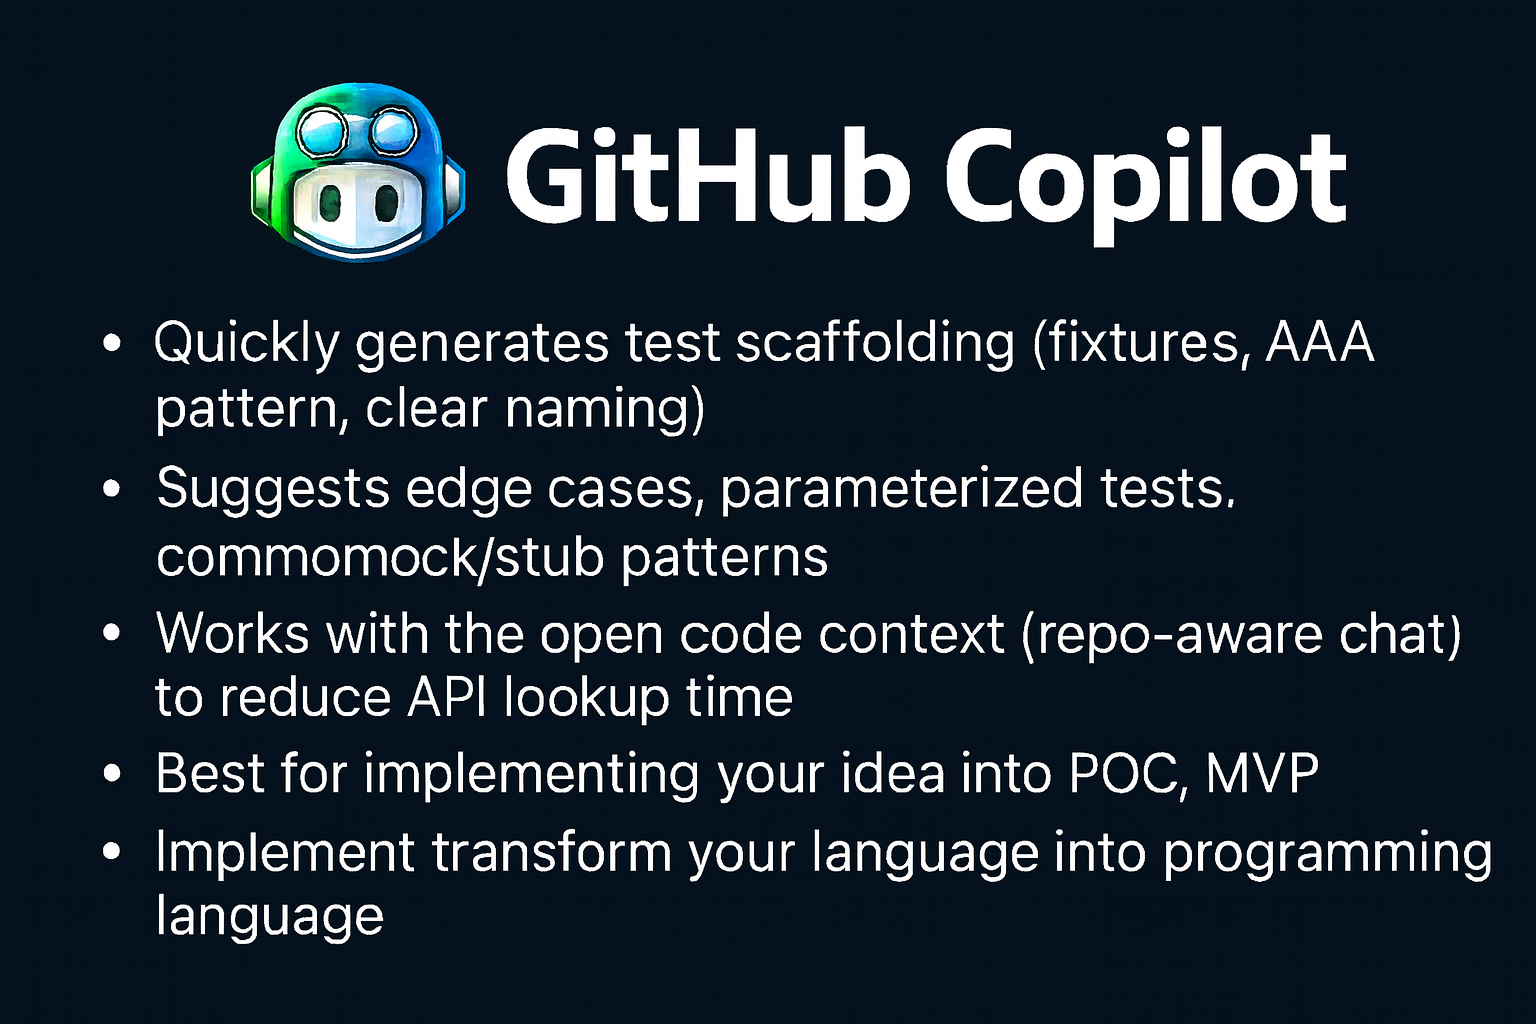 GitHub Copilot
• Quickly generates test scaffolding (fixtures, AAA
pattern, clear naming)
• Suggests edge cases, parameterized tests.
commomock/stub patterns
• Works with the open code context (repo-aware chat)
to reduce API lookup time
• Best for implementing your idea into POC, MVP
• Implement transform your language into programming
language